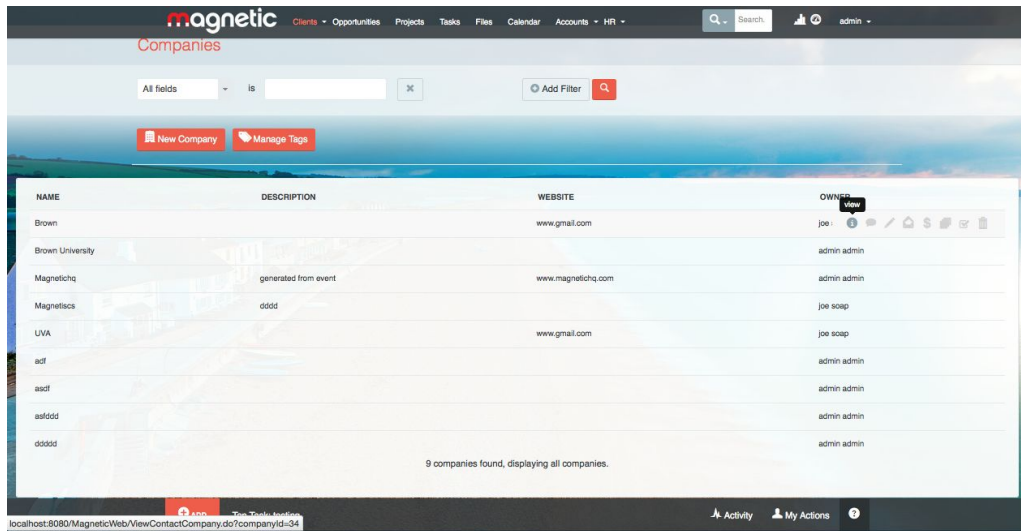 magnetic Clients Opportunities Projects Tasks Files Calendar Accounts HR Search. admin
Companies
All fields is Add Filter
New Company Manage Tags
NAME DESCRIPTION WEBSITE OWNER
view
Brown www.gmail.com joe
Brown University admin admin
Magnetichq generated from event www.magnetichq.com admin admin
Magnetiscs dddd joe soap
UVA www.gmail.com joe soap
adf admin admin
asdf admin admin
asfddd admin admin
ddddd admin admin
9 companies found, displaying all companies.
ADD Top Task: testing Activity My Actions ?
localhost:8080/MagneticWeb/ViewContactCompany.do?companyId=34